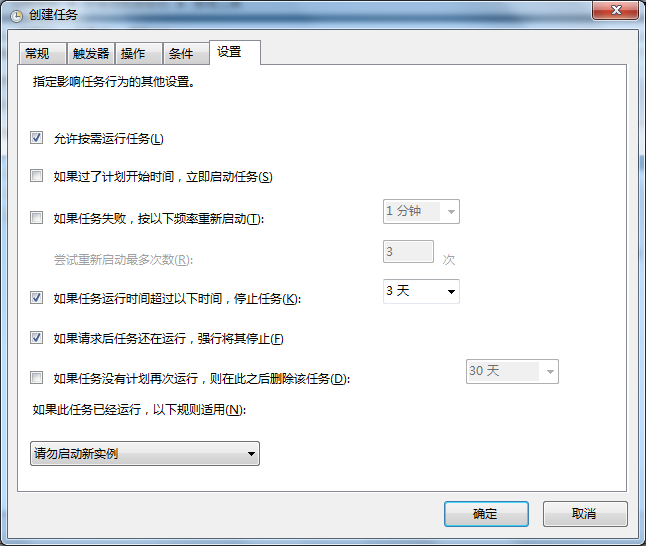 创建任务
常规 触发器 操作 条件 设置
指定影响任务行为的其他设置。
允许按需运行任务(L)
如果过了计划开始时间，立即启动任务(S)
如果任务失败，按以下频率重新启动(T): 1 分钟
尝试重新启动最多次数(R): 3 次
如果任务运行时间超过以下时间，停止任务(K): 3 天
如果请求后任务还在运行，强行将其停止(F)
如果任务没有计划再次运行，则在此之后删除该任务(D): 30 天
如果此任务已经运行，以下规则适用(N):
请勿启动新实例
确定 取消